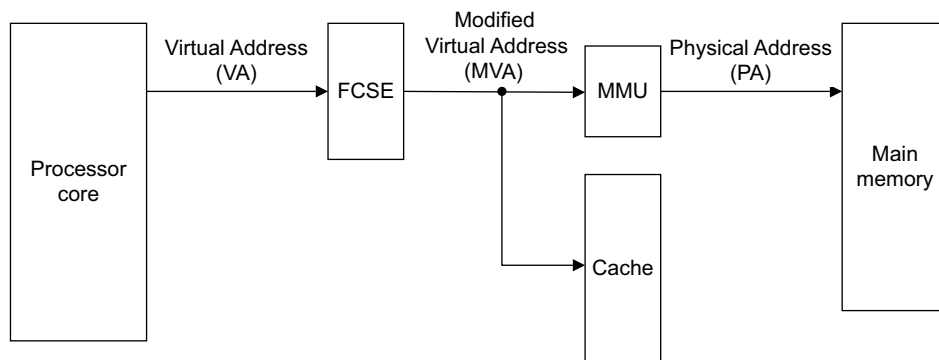 Virtual Address
(VA)
Modified
Virtual Address
(MVA)
Physical Address
(PA)
FCSE
MMU
Processor
core
Main
memory
Cache